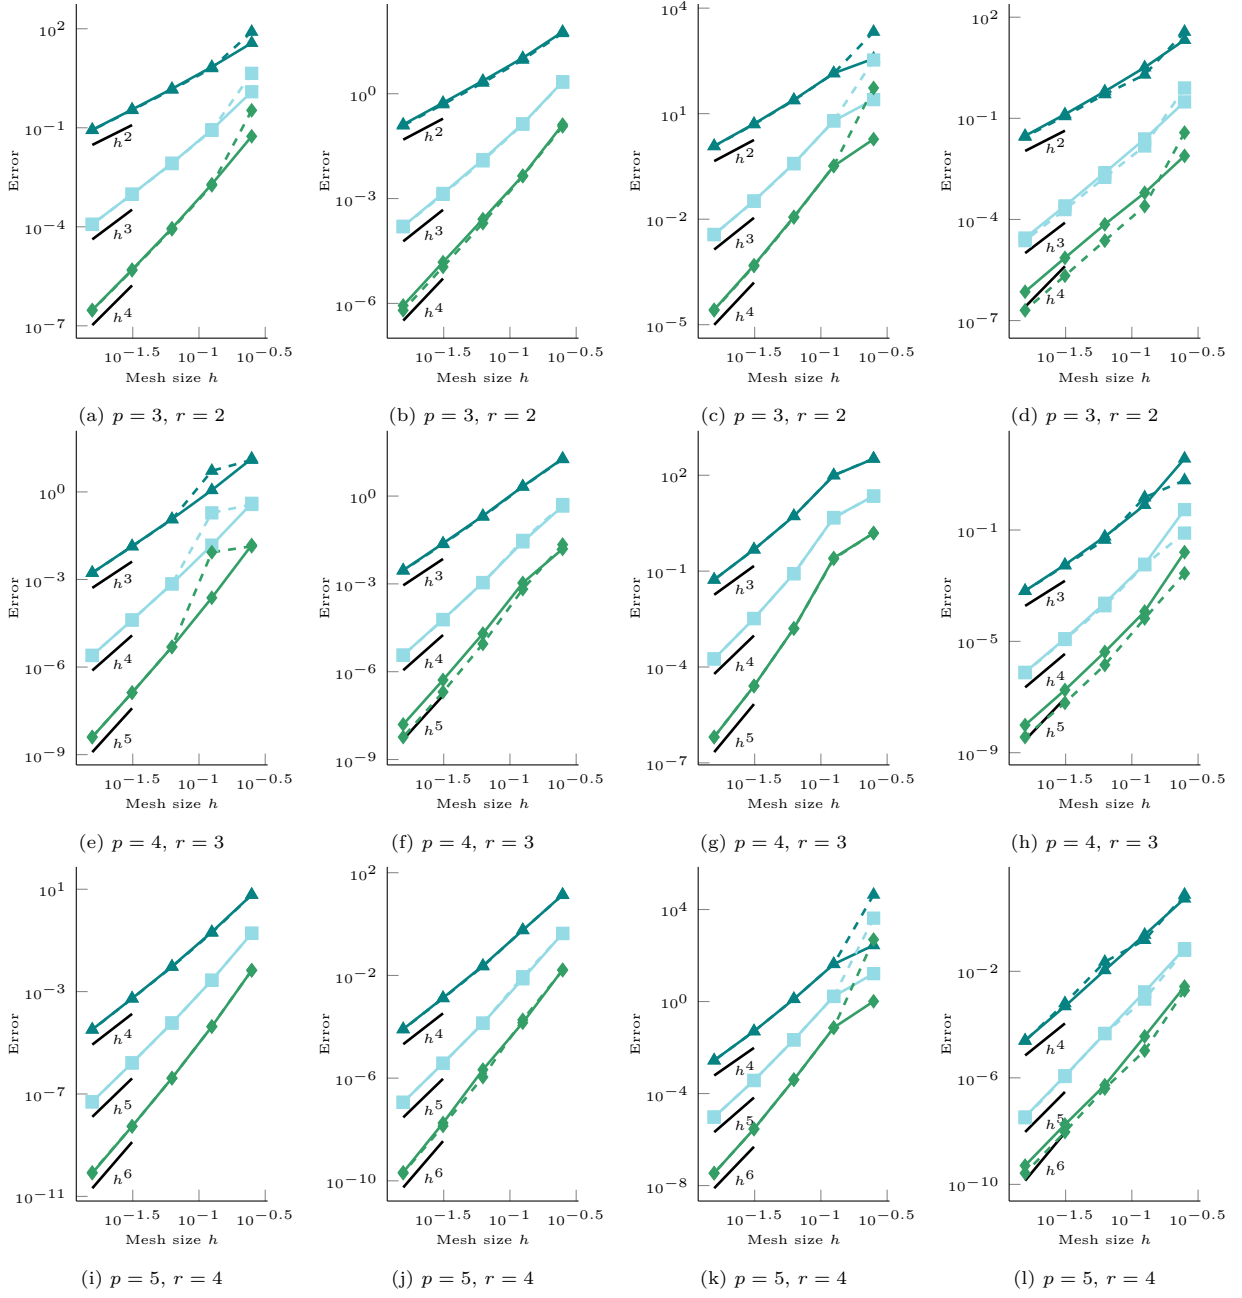 10^2
10^-1
10^-4
10^-7
Error
h^2
h^3
h^4
10^-1.5 10^-1 10^-0.5
Mesh size h
(a) p = 3, r = 2
10^0
10^-3
10^-6
Error
h^2
h^3
h^4
10^-1.5 10^-1 10^-0.5
Mesh size h
(b) p = 3, r = 2
10^4
10^1
10^-2
10^-5
Error
h^2
h^3
h^4
10^-1.5 10^-1 10^-0.5
Mesh size h
(c) p = 3, r = 2
10^2
10^-1
10^-4
10^-7
Error
h^2
h^3
h^4
10^-1.5 10^-1 10^-0.5
Mesh size h
(d) p = 3, r = 2
10^0
10^-3
10^-6
10^-9
Error
h^3
h^4
h^5
10^-1.5 10^-1 10^-0.5
Mesh size h
(e) p = 4, r = 3
10^0
10^-3
10^-6
10^-9
Error
h^3
h^4
h^5
10^-1.5 10^-1 10^-0.5
Mesh size h
(f) p = 4, r = 3
10^2
10^-1
10^-4
10^-7
Error
h^3
h^4
h^5
10^-1.5 10^-1 10^-0.5
Mesh size h
(g) p = 4, r = 3
10^-1
10^-5
10^-9
Error
h^3
h^4
h^5
10^-1.5 10^-1 10^-0.5
Mesh size h
(h) p = 4, r = 3
10^1
10^-3
10^-7
10^-11
Error
h^4
h^5
h^6
10^-1.5 10^-1 10^-0.5
Mesh size h
(i) p = 5, r = 4
10^2
10^-2
10^-6
10^-10
Error
h^4
h^5
h^6
10^-1.5 10^-1 10^-0.5
Mesh size h
(j) p = 5, r = 4
10^4
10^0
10^-4
10^-8
Error
h^4
h^5
h^6
10^-1.5 10^-1 10^-0.5
Mesh size h
(k) p = 5, r = 4
10^-2
10^-6
10^-10
Error
h^4
h^5
h^6
10^-1.5 10^-1 10^-0.5
Mesh size h
(l) p = 5, r = 4